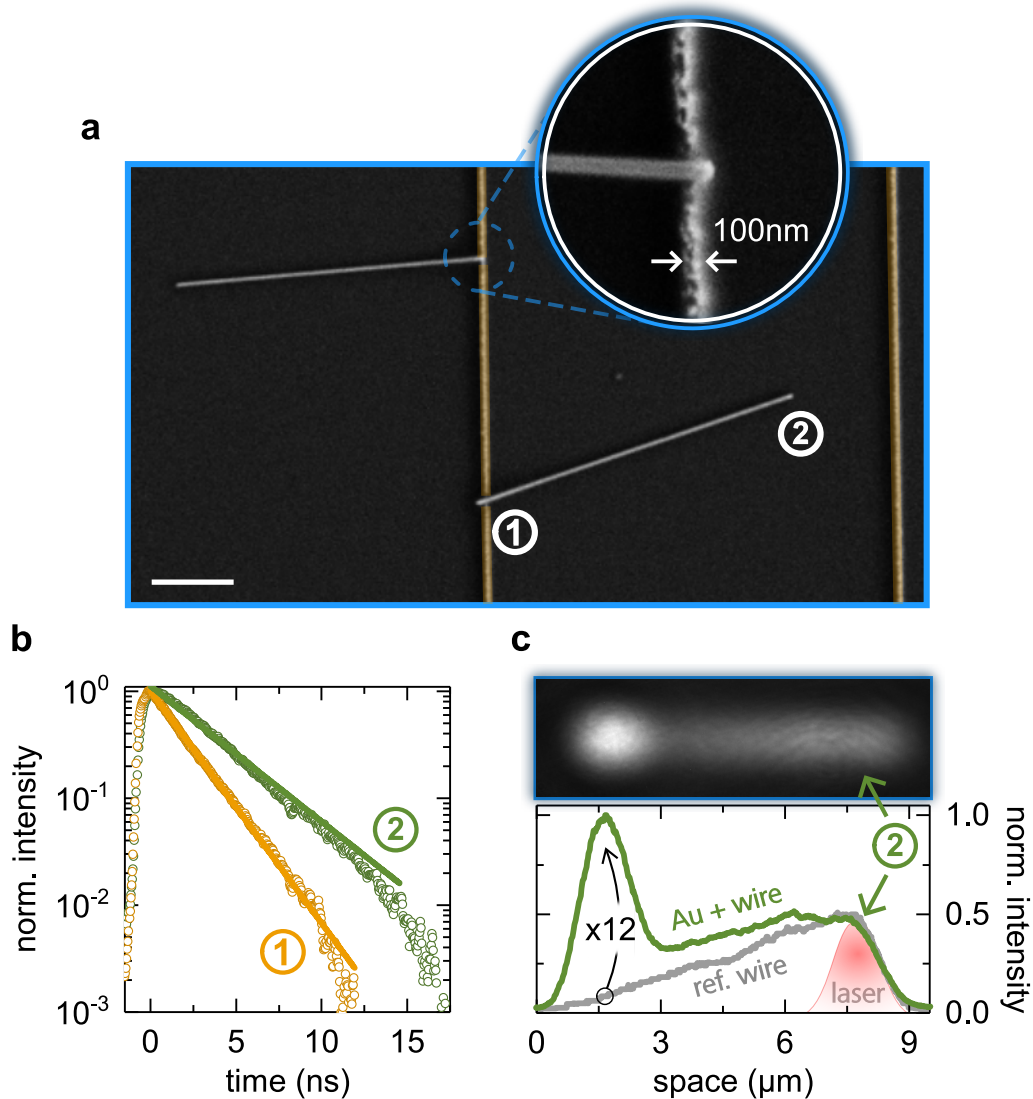 a
100nm
2
1
b
norm. intensity
10⁰
10⁻¹
10⁻²
10⁻³
2
1
0
5
10
15
time (ns)
c
2
Au + wire
x12
ref. wire
laser
1.0
0.5
0.0
norm. intensity
0
3
6
9
space (µm)